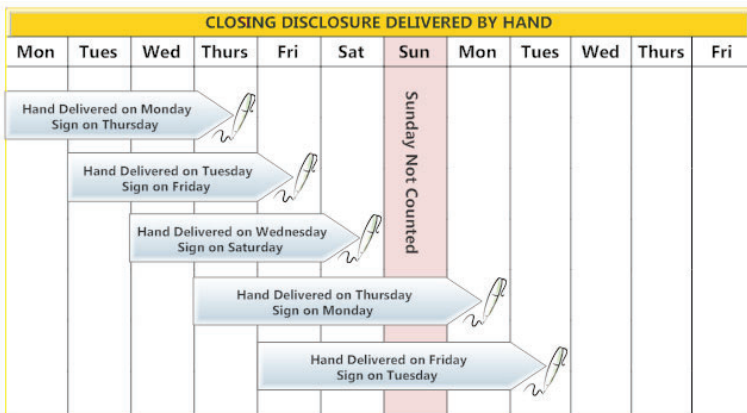 CLOSING DISCLOSURE DELIVERED BY HAND
Mon Tues Wed Thurs Fri Sat Sun Mon Tues Wed Thurs Fri
Hand Delivered on Monday
Sign on Thursday
Hand Delivered on Tuesday
Sign on Friday
Hand Delivered on Wednesday
Sign on Saturday
Sunday Not Counted
Hand Delivered on Thursday
Sign on Monday
Hand Delivered on Friday
Sign on Tuesday